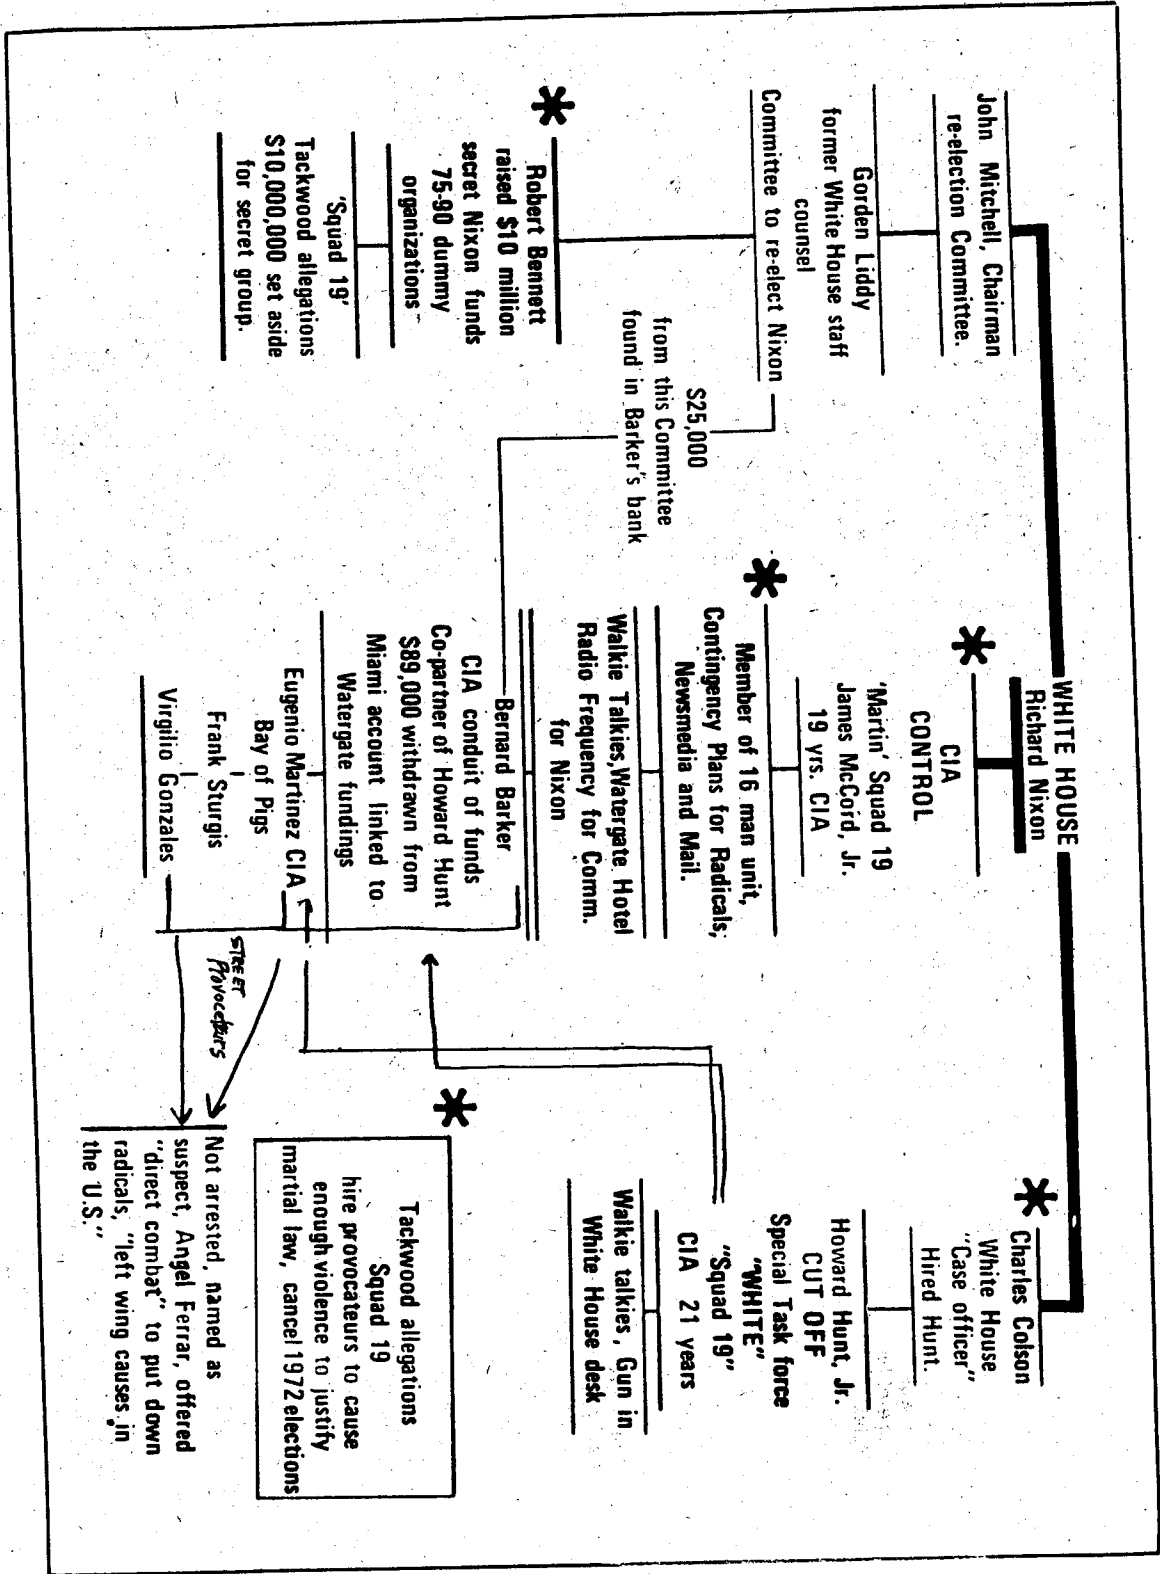 WHITE HOUSE
Richard Nixon
John Mitchell, Chairman
re-election Committee.
Gorden Liddy
former White House staff
counsel
Committee to re-elect Nixon
$25,000
from this Committee
found in Barker's bank
Robert Bennett
raised $10 million
secret Nixon funds
75-90 dummy
organizations
'Squad 19'
Tackwood allegations
$10,000,000 set aside
for secret group.
CIA
CONTROL
'Martin' Squad 19
James McCord, Jr.
19 yrs. CIA
Member of 16 man unit,
Contingency Plans for Radicals,
Newsmedia and Mail.
Walkie Talkies,Watergate Hotel
Radio Frequency for Comm.
for Nixon
Bernard Barker
CIA conduit of funds
Co-partner of Howard Hunt
$89,000 withdrawn from
Miami account linked to
Watergate fundings
Eugenio Martinez CIA
Bay of Pigs
Frank Sturgis
Virgilio Gonzales
STREET
Provoceturs
Charles Colson
White House
"Case officer"
Hired Hunt.
Howard Hunt, Jr.
CUT OFF
Special Task force
"WHITE"
"Squad 19"
CIA 21 years
Walkie talkies, Gun in
White House desk
Tackwood allegations
Squad 19
hire provocateurs to cause
enough violence to justify
martial law, cancel 1972 elections
Not arrested, named as
suspect, Angel Ferrar, offered
"direct combat" to put down
radicals, "left wing causes in
the U.S."